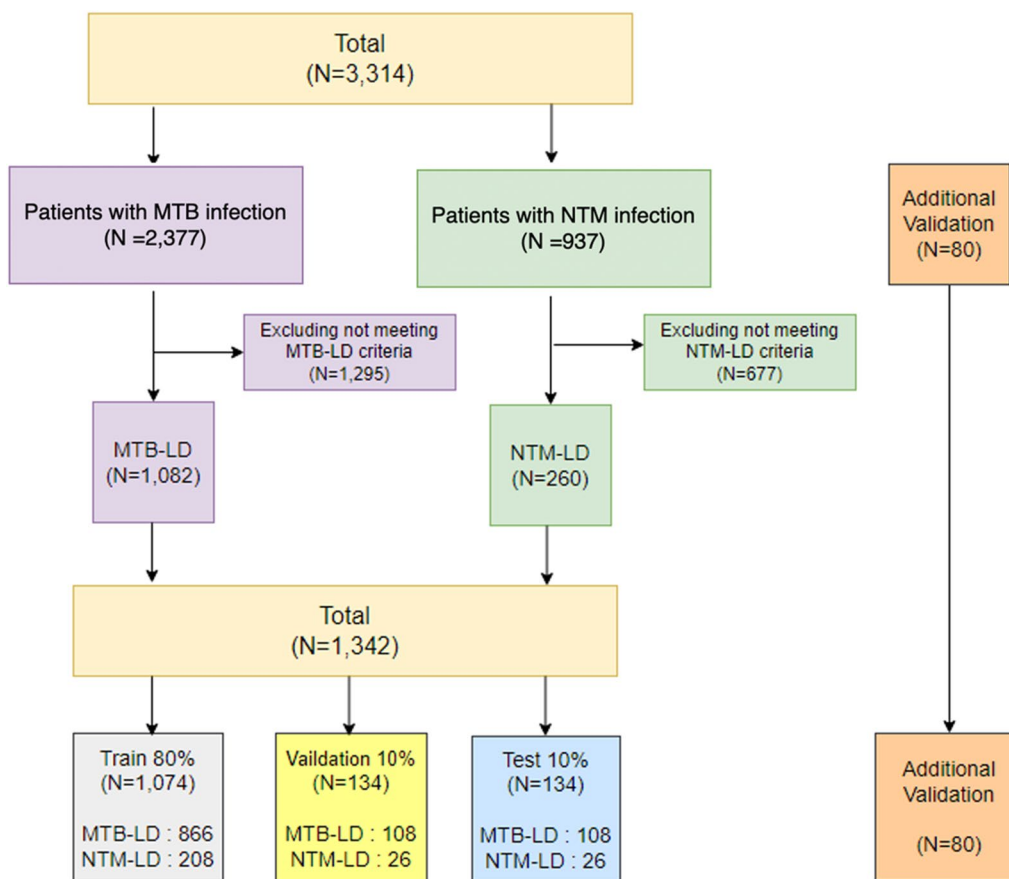 Total
(N=3,314)
Patients with MTB infection
(N =2,377)
Patients with NTM infection
(N =937)
Additional
Validation
(N=80)
Excluding not meeting
MTB-LD criteria
(N=1,295)
Excluding not meeting
NTM-LD criteria
(N=677)
MTB-LD
(N=1,082)
NTM-LD
(N=260)
Total
(N=1,342)
Train 80%
(N=1,074)
MTB-LD : 866
NTM-LD : 208
Vaildation 10%
(N=134)
MTB-LD : 108
NTM-LD : 26
Test 10%
(N=134)
MTB-LD : 108
NTM-LD : 26
Additional
Validation
(N=80)